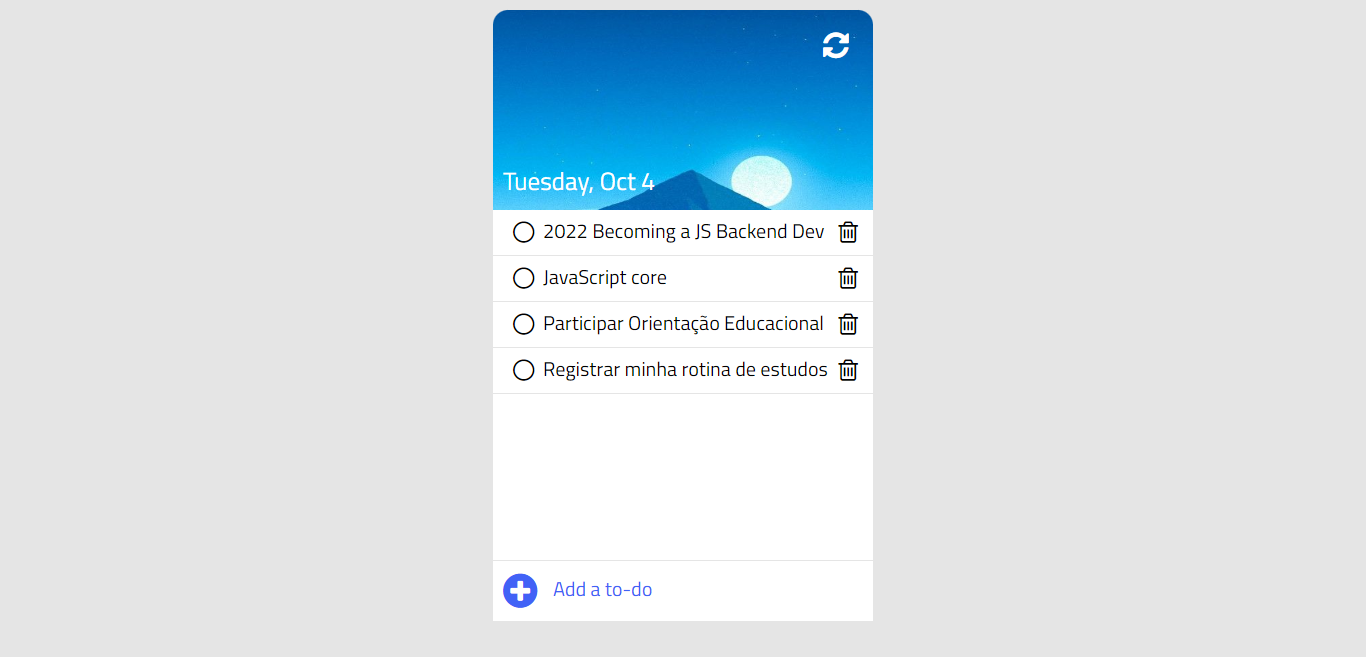 Tuesday, Oct 4
2022 Becoming a JS Backend Dev
JavaScript core
Participar Orientação Educacional
Registrar minha rotina de estudos
Add a to-do